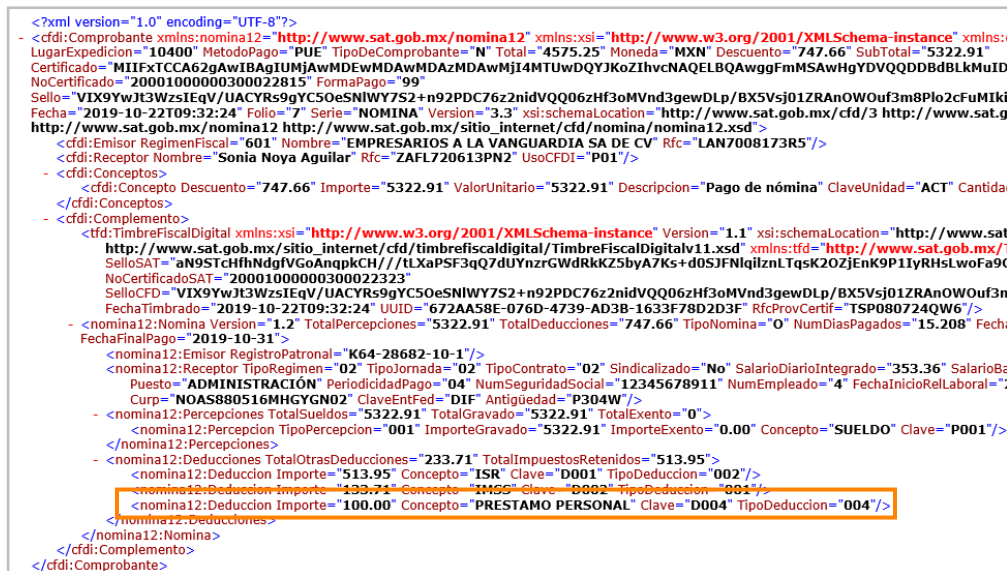 <?xml version="1.0" encoding="UTF-8"?>
- <cfdi:Comprobante xmlns:nomina12="http://www.sat.gob.mx/nomina12" xmlns:xsi="http://www.w3.org/2001/XMLSchema-instance" xmlns:
LugarExpedicion="10400" MetodoPago="PUE" TipoDeComprobante="N" Total="4575.25" Moneda="MXN" Descuento="747.66" SubTotal="5322.91"
Certificado="MIIFxTCCA62gAwIBAgIUMjAwMDEwMDAwMDAzMDAwMjI4MTUwDQYJKoZIhvcNAQELBQAwggFmMSAwHgYDVQQDDBdBLkMuID
NoCertificado="20001000000300022815" FormaPago="99"
Sello="VIX9YwJt3WzsIEqV/UACYRs9gYC5OeSNlWY7S2+n92PDC76z2nidVQQ06zHf3oMVnd3gewDLp/BX5Vsj01ZRAnOWOuf3m8Plo2cFuMIki
Fecha="2019-10-22T09:32:24" Folio="7" Serie="NOMINA" Version="3.3" xsi:schemaLocation="http://www.sat.gob.mx/cfd/3 http://www.sat.g
http://www.sat.gob.mx/nomina12 http://www.sat.gob.mx/sitio_internet/cfd/nomina/nomina12.xsd">
<cfdi:Emisor RegimenFiscal="601" Nombre="EMPRESARIOS A LA VANGUARDIA SA DE CV" Rfc="LAN7008173R5"/>
<cfdi:Receptor Nombre="Sonia Noya Aguilar" Rfc="ZAFL720613PN2" UsoCFDI="P01"/>
- <cfdi:Conceptos>
<cfdi:Concepto Descuento="747.66" Importe="5322.91" ValorUnitario="5322.91" Descripcion="Pago de nómina" ClaveUnidad="ACT" Cantida
</cfdi:Conceptos>
- <cfdi:Complemento>
<tfd:TimbreFiscalDigital xmlns:xsi="http://www.w3.org/2001/XMLSchema-instance" Version="1.1" xsi:schemaLocation="http://www.sat
http://www.sat.gob.mx/sitio_internet/cfd/timbrefiscaldigital/TimbreFiscalDigitalv11.xsd" xmlns:tfd="http://www.sat.gob.mx/T
SelloSAT="aN9STcHfhNdgfVGoAnqpkCH///tLXaPSF3qQ7dUYnzrGWdRkKZ5byA7Ks+d0SJFNlqilznLTqsK2OZjEnK9P1IyRHsLwoFa9C
NoCertificadoSAT="20001000000300022323"
SelloCFD="VIX9YwJt3WzsIEqV/UACYRs9gYC5OeSNlWY7S2+n92PDC76z2nidVQQ06zHf3oMVnd3gewDLp/BX5Vsj01ZRAnOWOuf3n
FechaTimbrado="2019-10-22T09:32:24" UUID="672AA58E-076D-4739-AD3B-1633F78D2D3F" RfcProvCertif="TSP080724QW6"/>
- <nomina12:Nomina Version="1.2" TotalPercepciones="5322.91" TotalDeducciones="747.66" TipoNomina="O" NumDiasPagados="15.208" Fech
FechaFinalPago="2019-10-31">
<nomina12:Emisor RegistroPatronal="K64-28682-10-1"/>
<nomina12:Receptor TipoRegimen="02" TipoJornada="02" TipoContrato="02" Sindicalizado="No" SalarioDiarioIntegrado="353.36" SalarioBa
Puesto="ADMINISTRACIÓN" PeriodicidadPago="04" NumSeguridadSocial="12345678911" NumEmpleado="4" FechaInicioRelLaboral="
Curp="NOAS880516MHGYGN02" ClaveEntFed="DIF" Antigüedad="P304W"/>
- <nomina12:Percepciones TotalSueldos="5322.91" TotalGravado="5322.91" TotalExento="0">
<nomina12:Percepcion TipoPercepcion="001" ImporteGravado="5322.91" ImporteExento="0.00" Concepto="SUELDO" Clave="P001"/>
</nomina12:Percepciones>
- <nomina12:Deducciones TotalOtrasDeducciones="233.71" TotalImpuestosRetenidos="513.95">
<nomina12:Deduccion Importe="513.95" Concepto="ISR" Clave="D001" TipoDeduccion="002"/>
<nomina12:Deduccion Importe="133.71" Concepto="IMSS" Clave="D002" TipoDeduccion="001"/>
<nomina12:Deduccion Importe="100.00" Concepto="PRESTAMO PERSONAL" Clave="D004" TipoDeduccion="004"/>
</nomina12:Deducciones>
</nomina12:Nomina>
</cfdi:Complemento>
</cfdi:Comprobante>